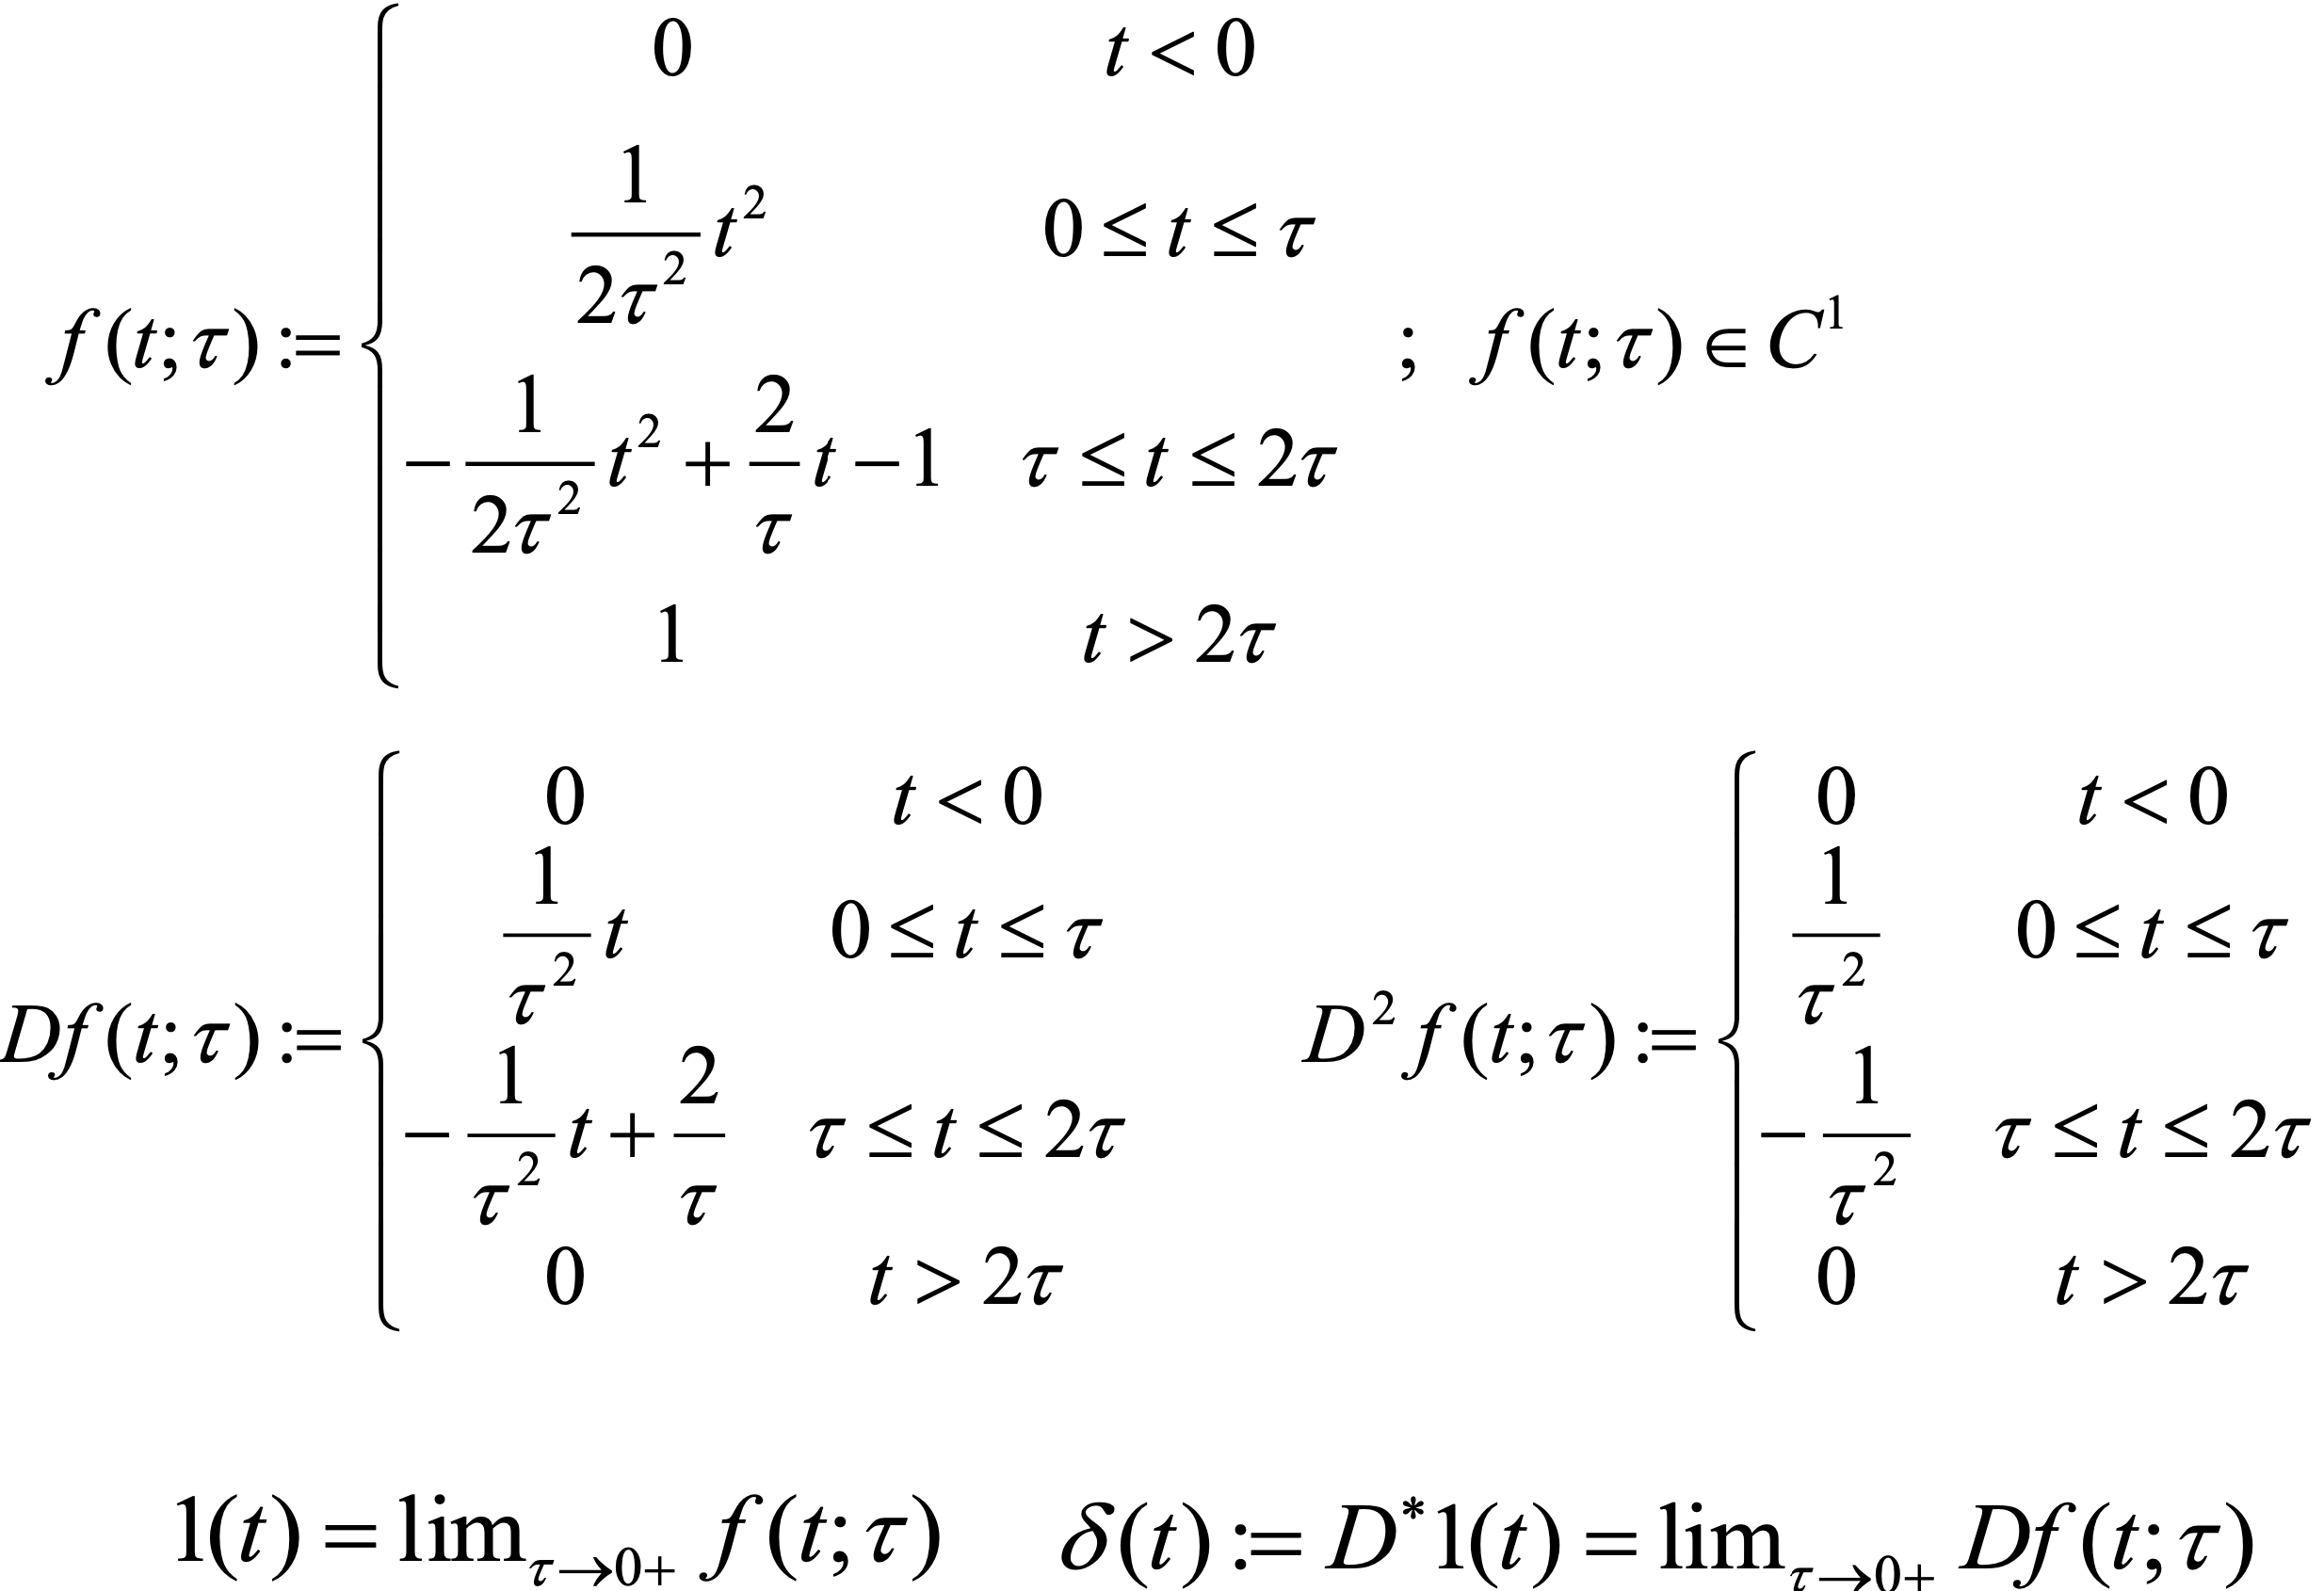 f(t;τ) := { 0 t < 0
1/(2τ²) t² 0 ≤ t ≤ τ
−1/(2τ²) t² + 2/τ t − 1 τ ≤ t ≤ 2τ
1 t > 2τ ; f(t;τ) ∈ C¹
Df(t;τ) := { 0 t < 0
1/τ² t 0 ≤ t ≤ τ
−1/τ² t + 2/τ τ ≤ t ≤ 2τ
0 t > 2τ
D² f(t;τ) := { 0 t < 0
1/τ² 0 ≤ t ≤ τ
−1/τ² τ ≤ t ≤ 2τ
0 t > 2τ
1(t) = lim_{τ→0+} f(t;τ) δ(t) := D*1(t) = lim_{τ→0+} Df(t;τ)